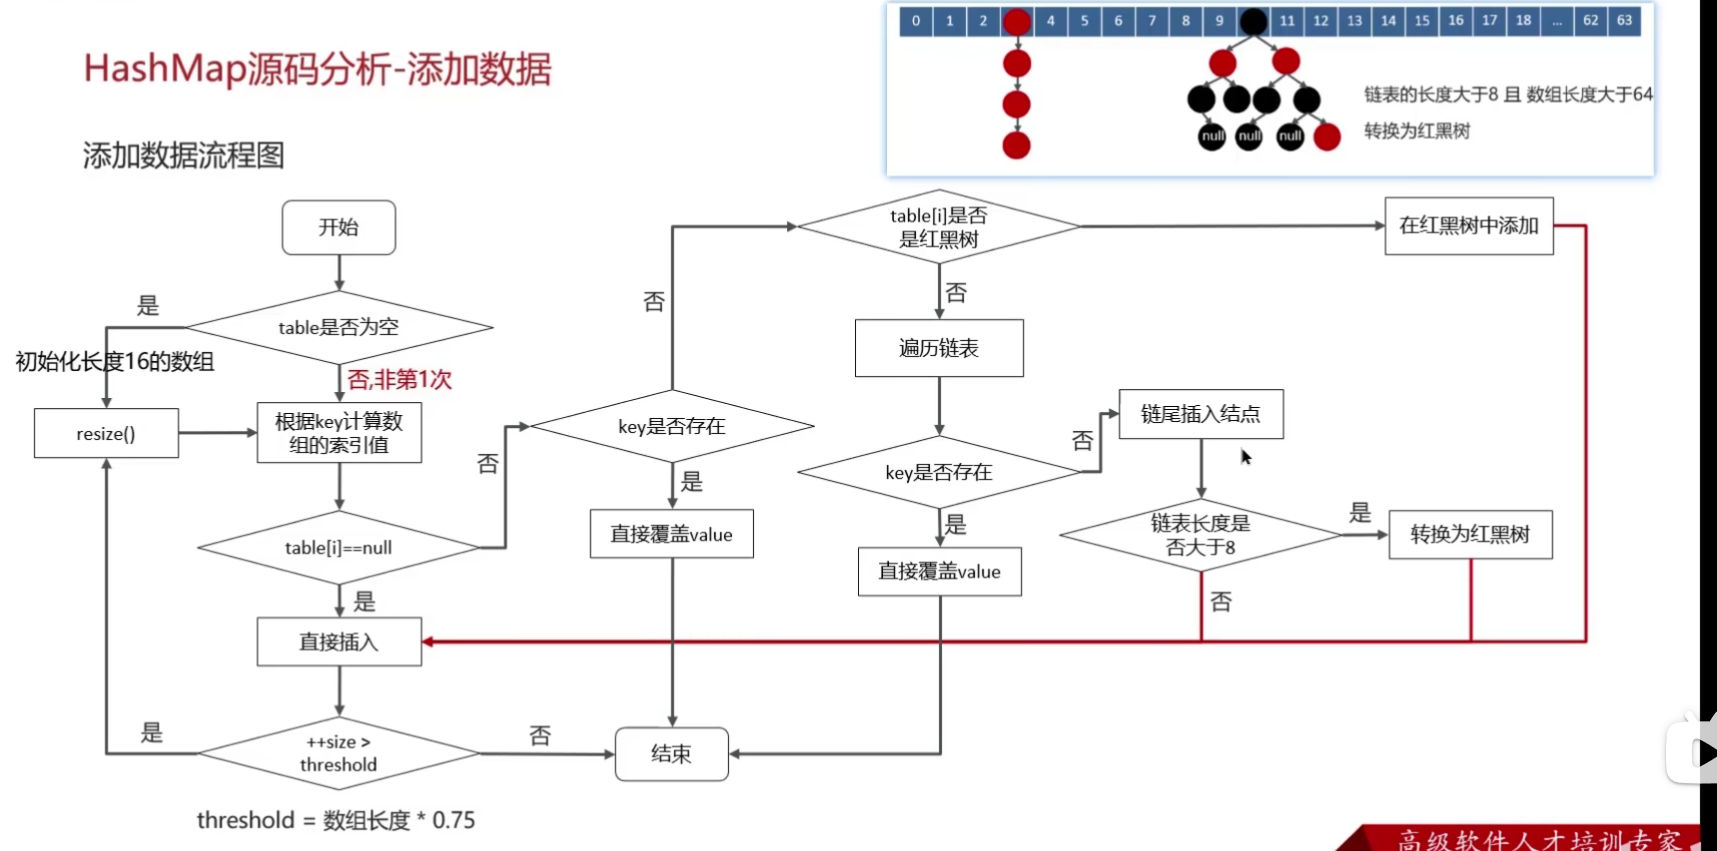 HashMap源码分析-添加数据
添加数据流程图
0 1 2 4 5 6 7 8 9 11 12 13 14 15 16 17 18 ... 62 63
null null null
链表的长度大于8 且 数组长度大于64
转换为红黑树
开始
是
table是否为空
初始化长度16的数组
否,非第1次
resize()
根据key计算数
组的索引值
否
table[i]==null
是
直接插入
是
++size >
threshold
否
threshold = 数组长度 * 0.75
否
key是否存在
是
直接覆盖value
结束
table[i]是否
是红黑树
否
遍历链表
key是否存在
否
是
直接覆盖value
在红黑树中添加
链尾插入结点
链表长度是
否大于8
是
转换为红黑树
否
高级软件人才培训专家